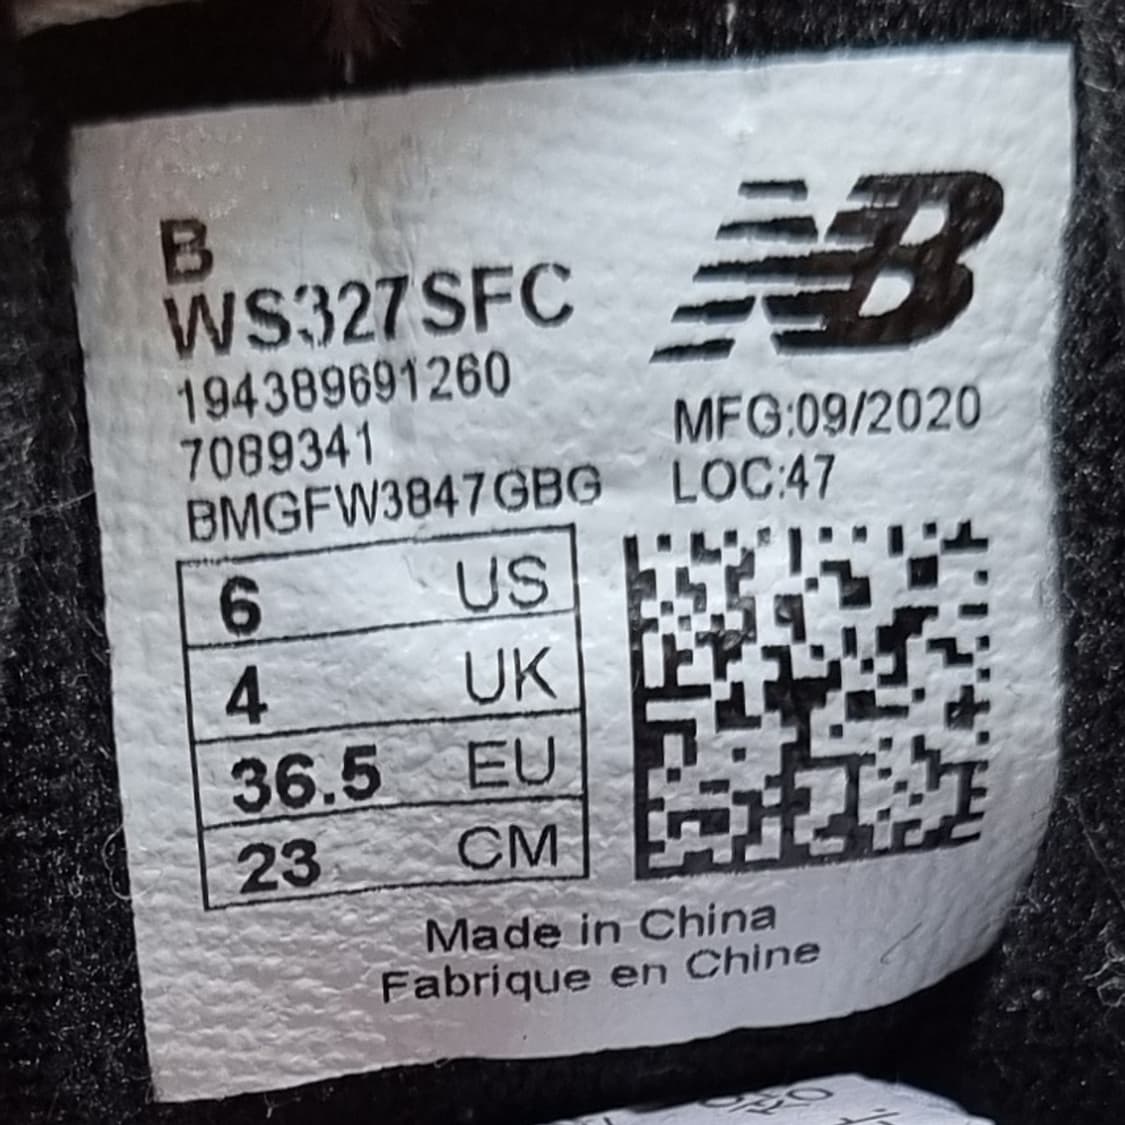 B
WS327SFC
194389691260
7089341
BMGFW3847GBG
NB
MFG:09/2020
LOC:47
6 US
4 UK
36.5 EU
23 CM
Made in China
Fabrique en Chine